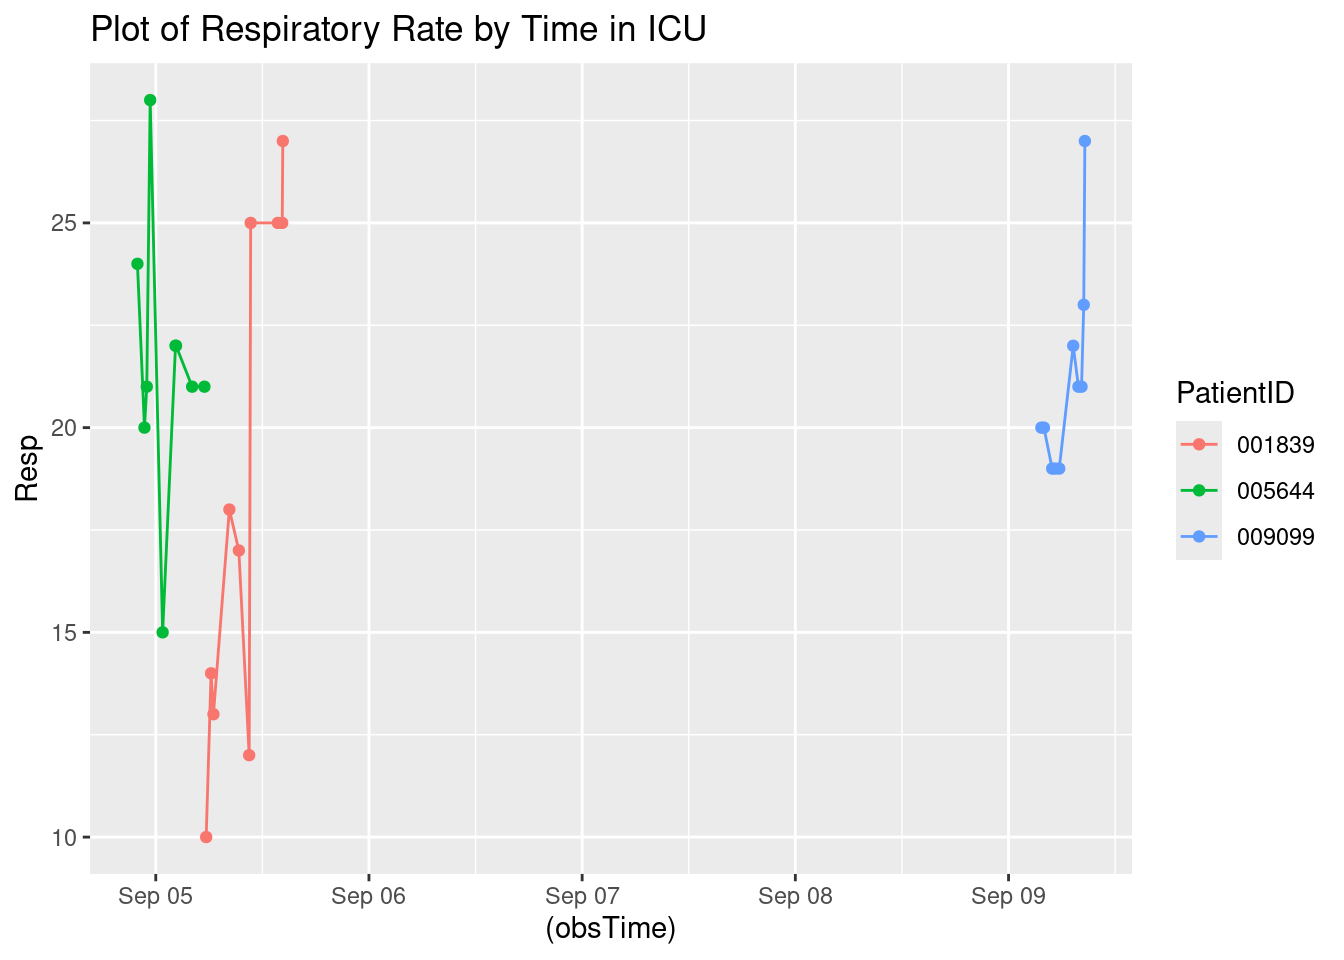 Plot of Respiratory Rate by Time in ICU
25
20
15
10
Resp
Sep 05
Sep 06
Sep 07
Sep 08
Sep 09
(obsTime)
PatientID
001839
005644
009099